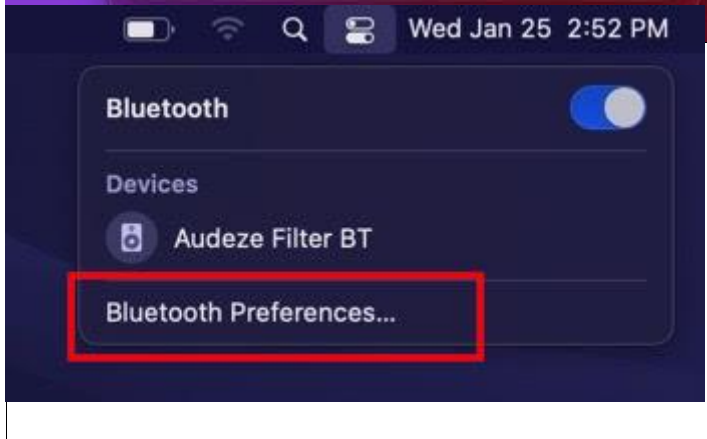 Wed Jan 25 2:52 PM
Bluetooth
Devices
Audeze Filter BT
Bluetooth Preferences...